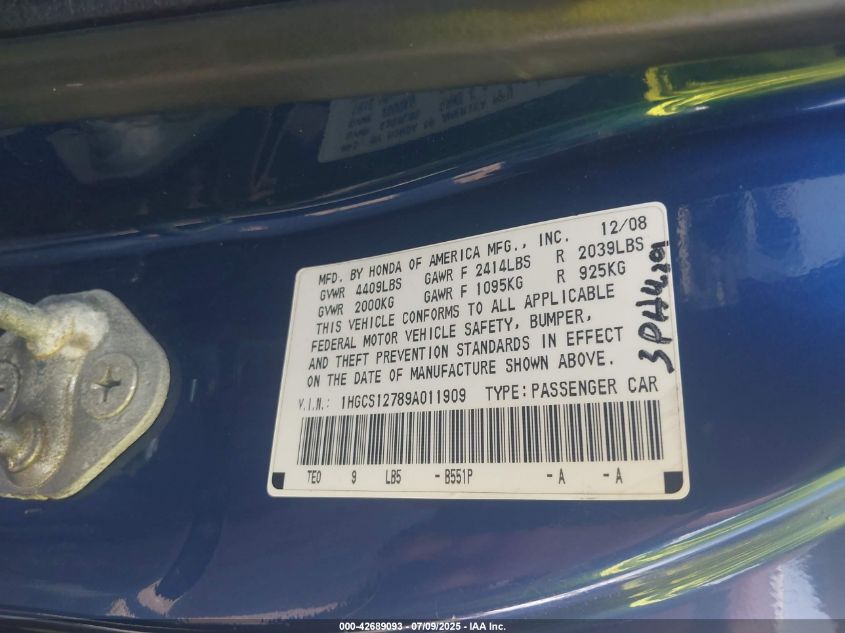 MFD. BY HONDA OF AMERICA MFG., INC. 12/08
GVWR 4409LBS GAWR F 2414LBS R 2039LBS
GVWR 2000KG GAWR F 1095KG R 925KG
THIS VEHICLE CONFORMS TO ALL APPLICABLE
FEDERAL MOTOR VEHICLE SAFETY, BUMPER,
AND THEFT PREVENTION STANDARDS IN EFFECT
ON THE DATE OF MANUFACTURE SHOWN ABOVE.
V.I.N.: 1HGCS12789A011909 TYPE: PASSENGER CAR
TE0 9 LB5 - B551P - A - A
000-42689093 / 07/09/2025 - IAA Inc.